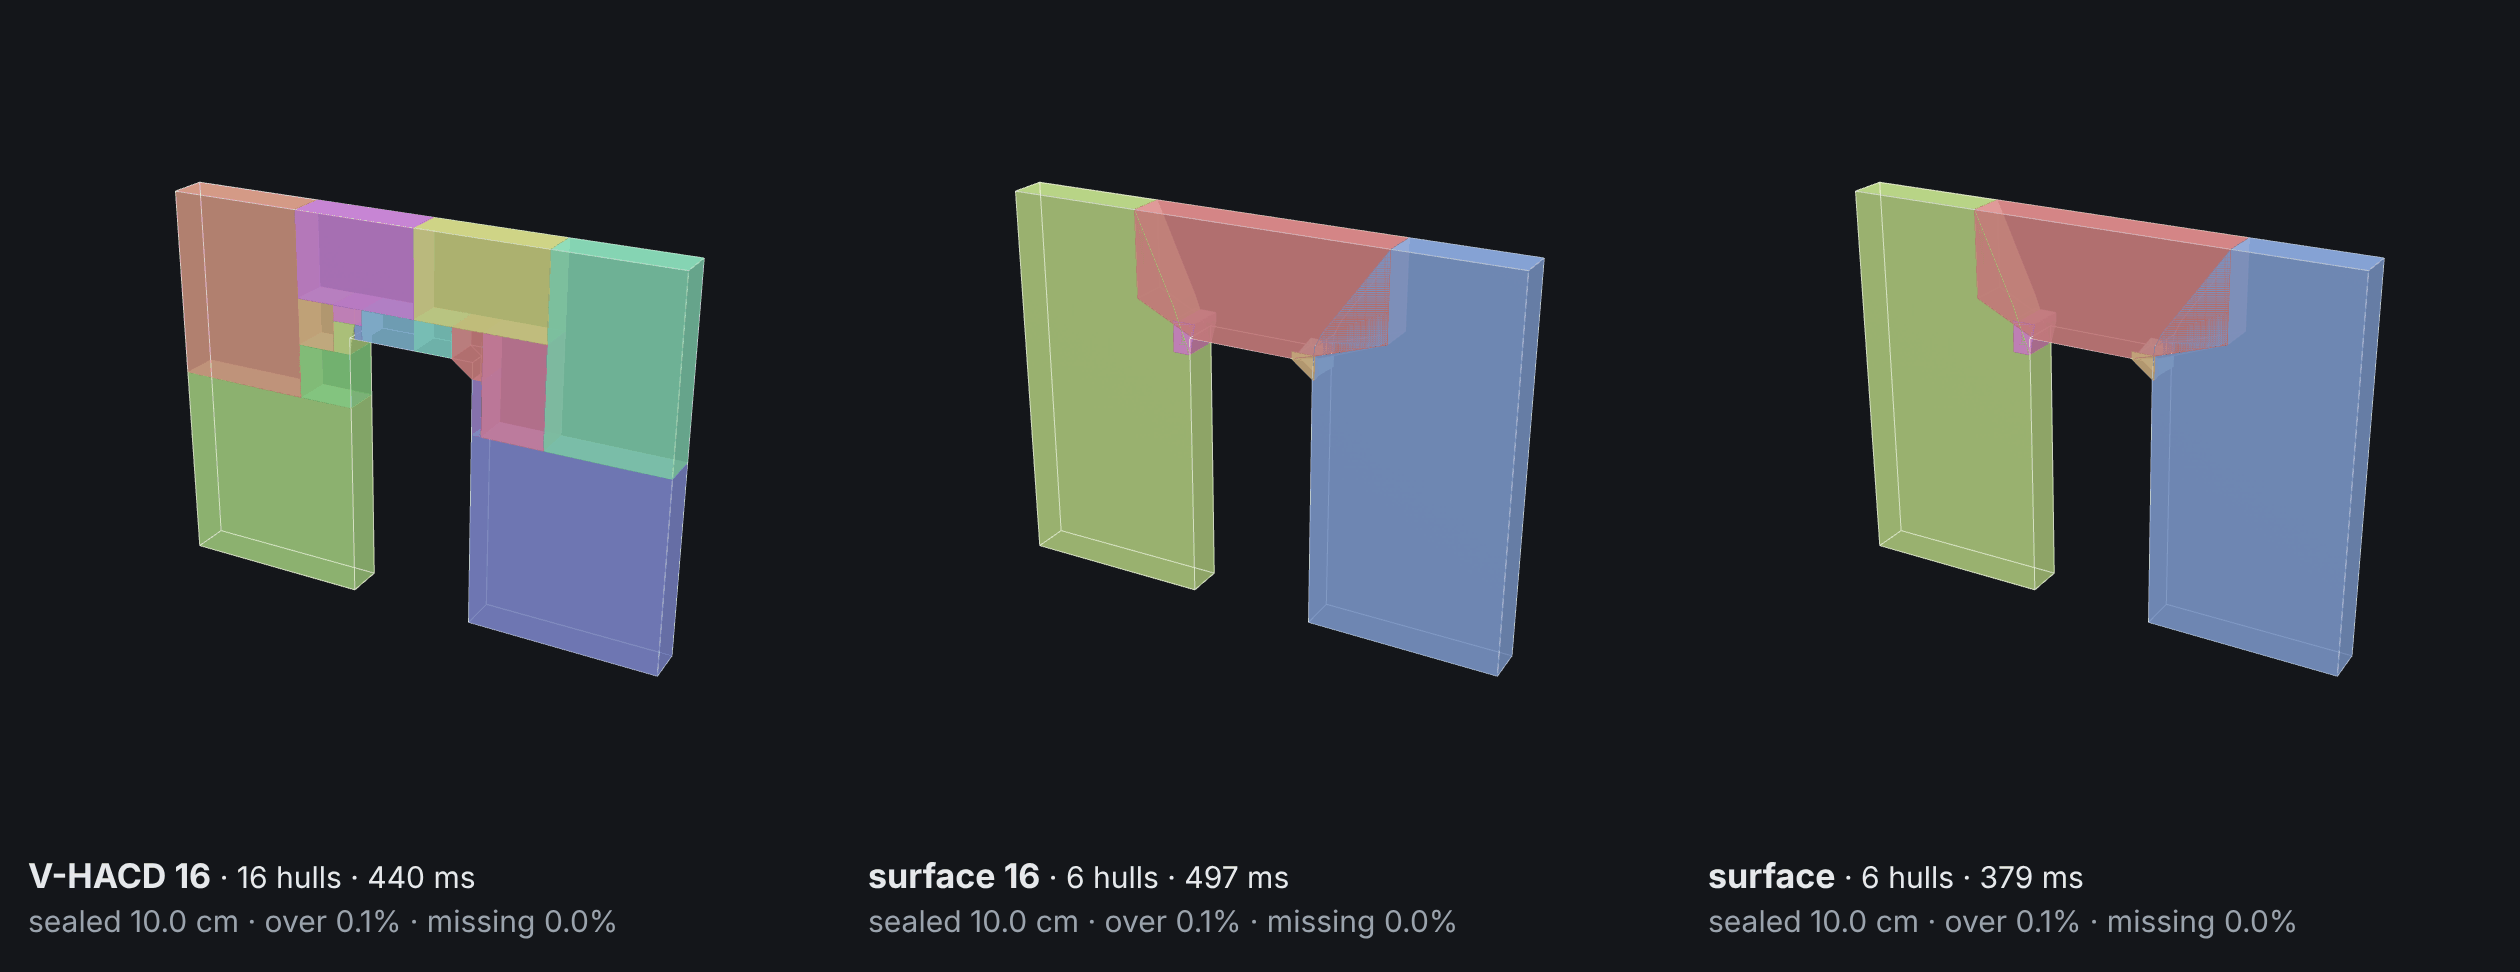 V-HACD 16 · 16 hulls · 440 ms
sealed 10.0 cm · over 0.1% · missing 0.0%
surface 16 · 6 hulls · 497 ms
sealed 10.0 cm · over 0.1% · missing 0.0%
surface · 6 hulls · 379 ms
sealed 10.0 cm · over 0.1% · missing 0.0%